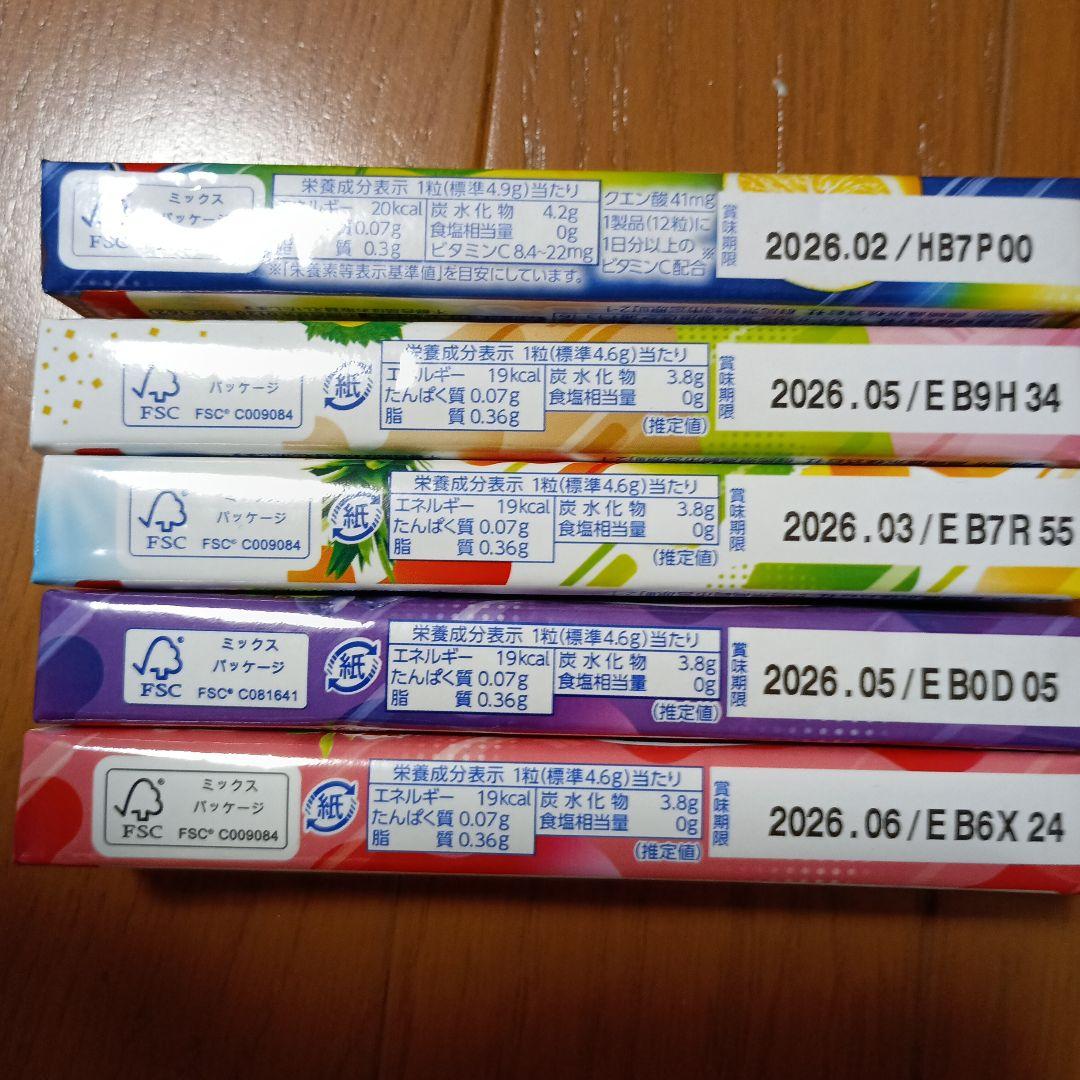 ミックス
パッケージ
FSC
栄養成分表示 1粒(標準4.9g)当たり
エネルギー 20kcal
0.07g
質 0.3g
炭水化物 4.2g
食塩相当量 0g
ビタミンC 8.4~22mg
※「栄養素等表示基準値」を目安にしています。
クエン酸41mg
1製品(12粒)に
1日分以上の※
ビタミンC配合
賞味期限
2026.02/HB7P00
FSC
パッケージ
FSC® C009084
紙
栄養成分表示 1粒(標準4.6g)当たり
エネルギー 19kcal
たんぱく質 0.07g
脂質 0.36g
炭水化物 3.8g
食塩相当量 0g
(推定値)
賞味期限
2026.05/EB9H34
FSC
ミックス
パッケージ
FSC® C009084
紙
栄養成分表示 1粒(標準4.6g)当たり
エネルギー 19kcal
たんぱく質 0.07g
脂質 0.36g
炭水化物 3.8g
食塩相当量 0g
(推定値)
賞味期限
2026.03/EB7R55
FSC
ミックス
パッケージ
FSC® C081641
紙
栄養成分表示 1粒(標準4.6g)当たり
エネルギー 19kcal
たんぱく質 0.07g
脂質 0.36g
炭水化物 3.8g
食塩相当量 0g
(推定値)
賞味期限
2026.05/EB0D05
FSC
ミックス
パッケージ
FSC® C009084
紙
栄養成分表示 1粒(標準4.6g)当たり
エネルギー 19kcal
たんぱく質 0.07g
脂質 0.36g
炭水化物 3.8g
食塩相当量 0g
(推定値)
賞味期限
2026.06/EB6X24